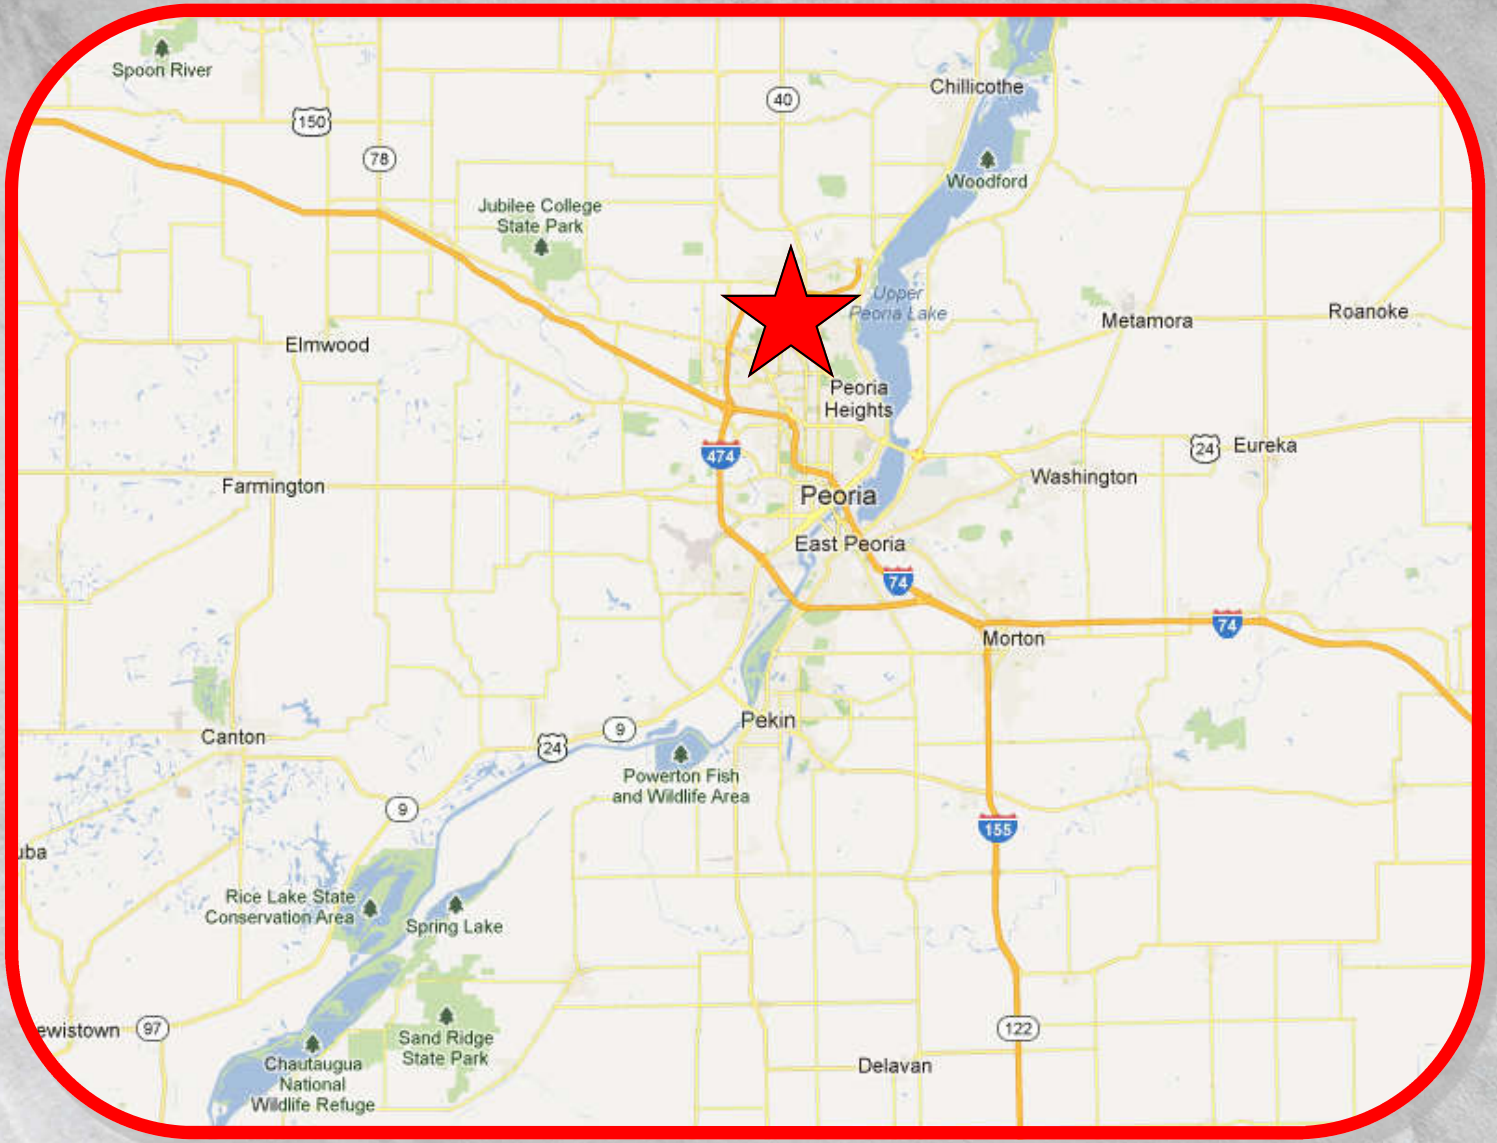 Spoon River
150
40
Chillicothe
78
Woodford
Jubilee College
State Park
Upper
Peoria Lake
Metamora
Roanoke
Elmwood
Peoria
Heights
474
24
Eureka
Washington
Farmington
Peoria
East Peoria
74
74
Morton
Pekin
9
24
Canton
Powerton Fish
and Wildlife Area
9
155
uba
Rice Lake State
Conservation Area
Spring Lake
ewistown
97
Sand Ridge
State Park
122
Chautaugua
National
Wildlife Refuge
Delavan